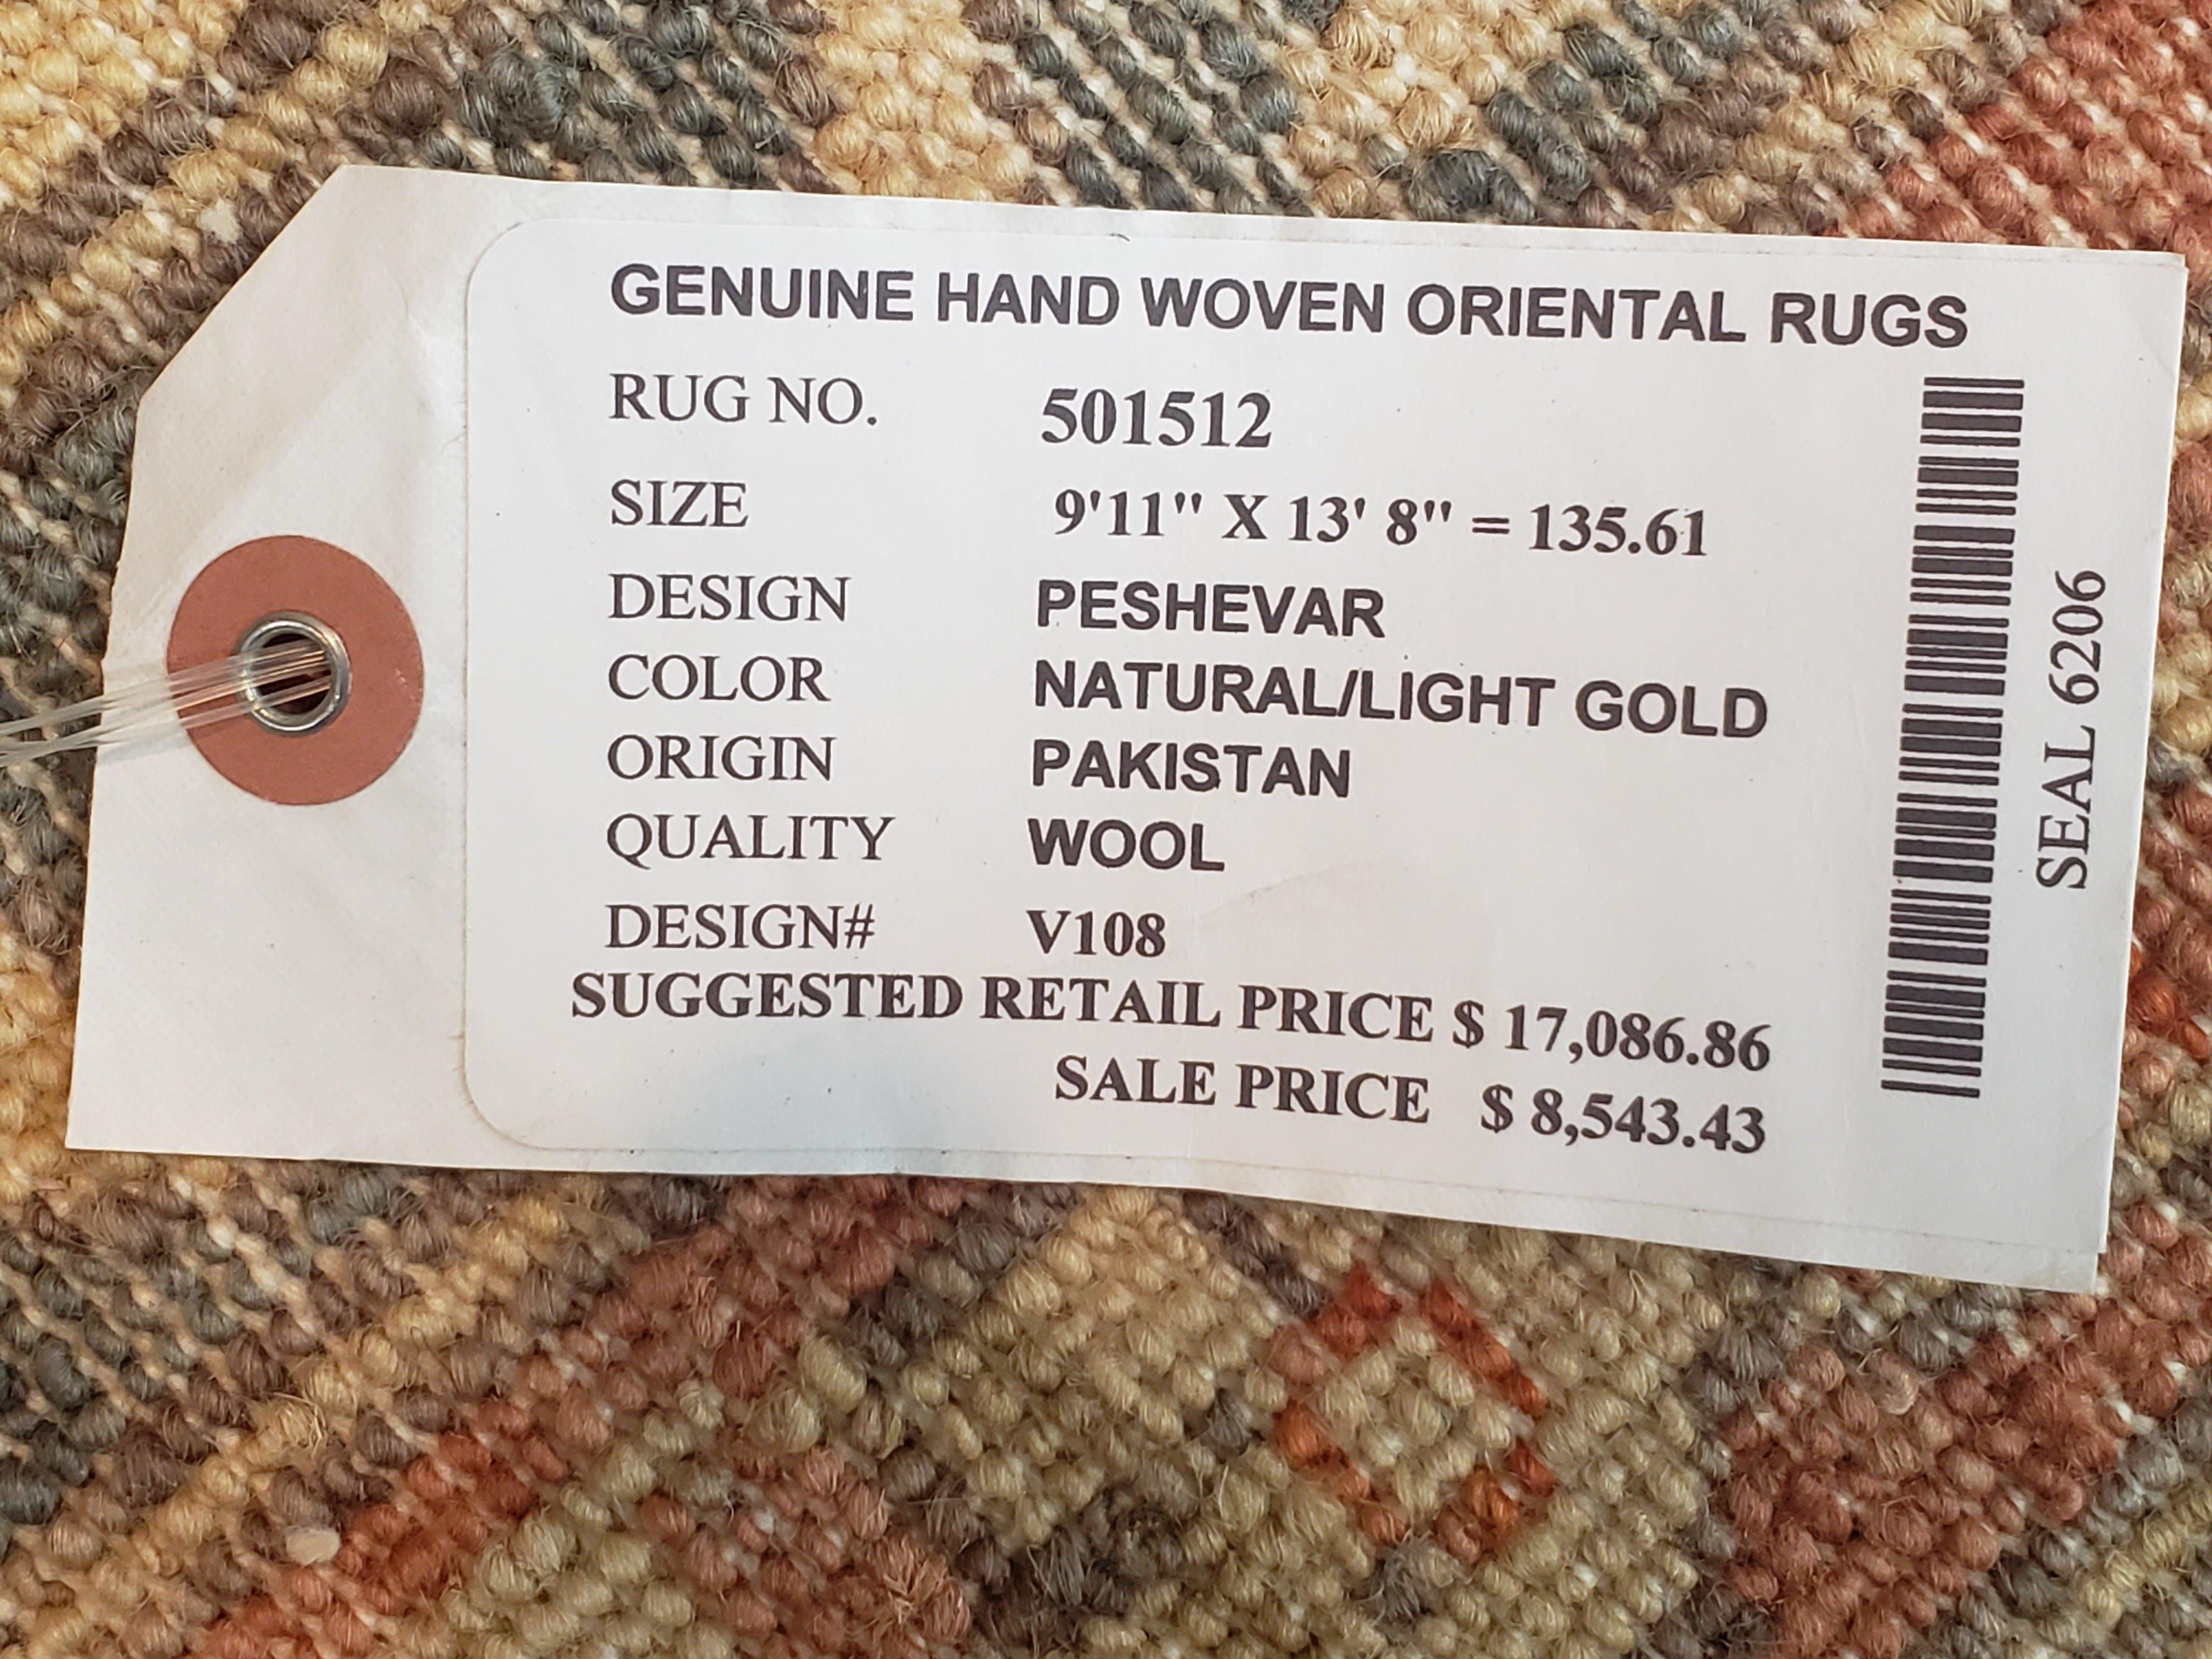 GENUINE HAND WOVEN ORIENTAL RUGS
RUG NO. 501512
SIZE 9'11" X 13' 8" = 135.61
DESIGN PESHEVAR
COLOR NATURAL/LIGHT GOLD
ORIGIN PAKISTAN
QUALITY WOOL
DESIGN# V108
SUGGESTED RETAIL PRICE $ 17,086.86
SALE PRICE $ 8,543.43
SEAL 6206